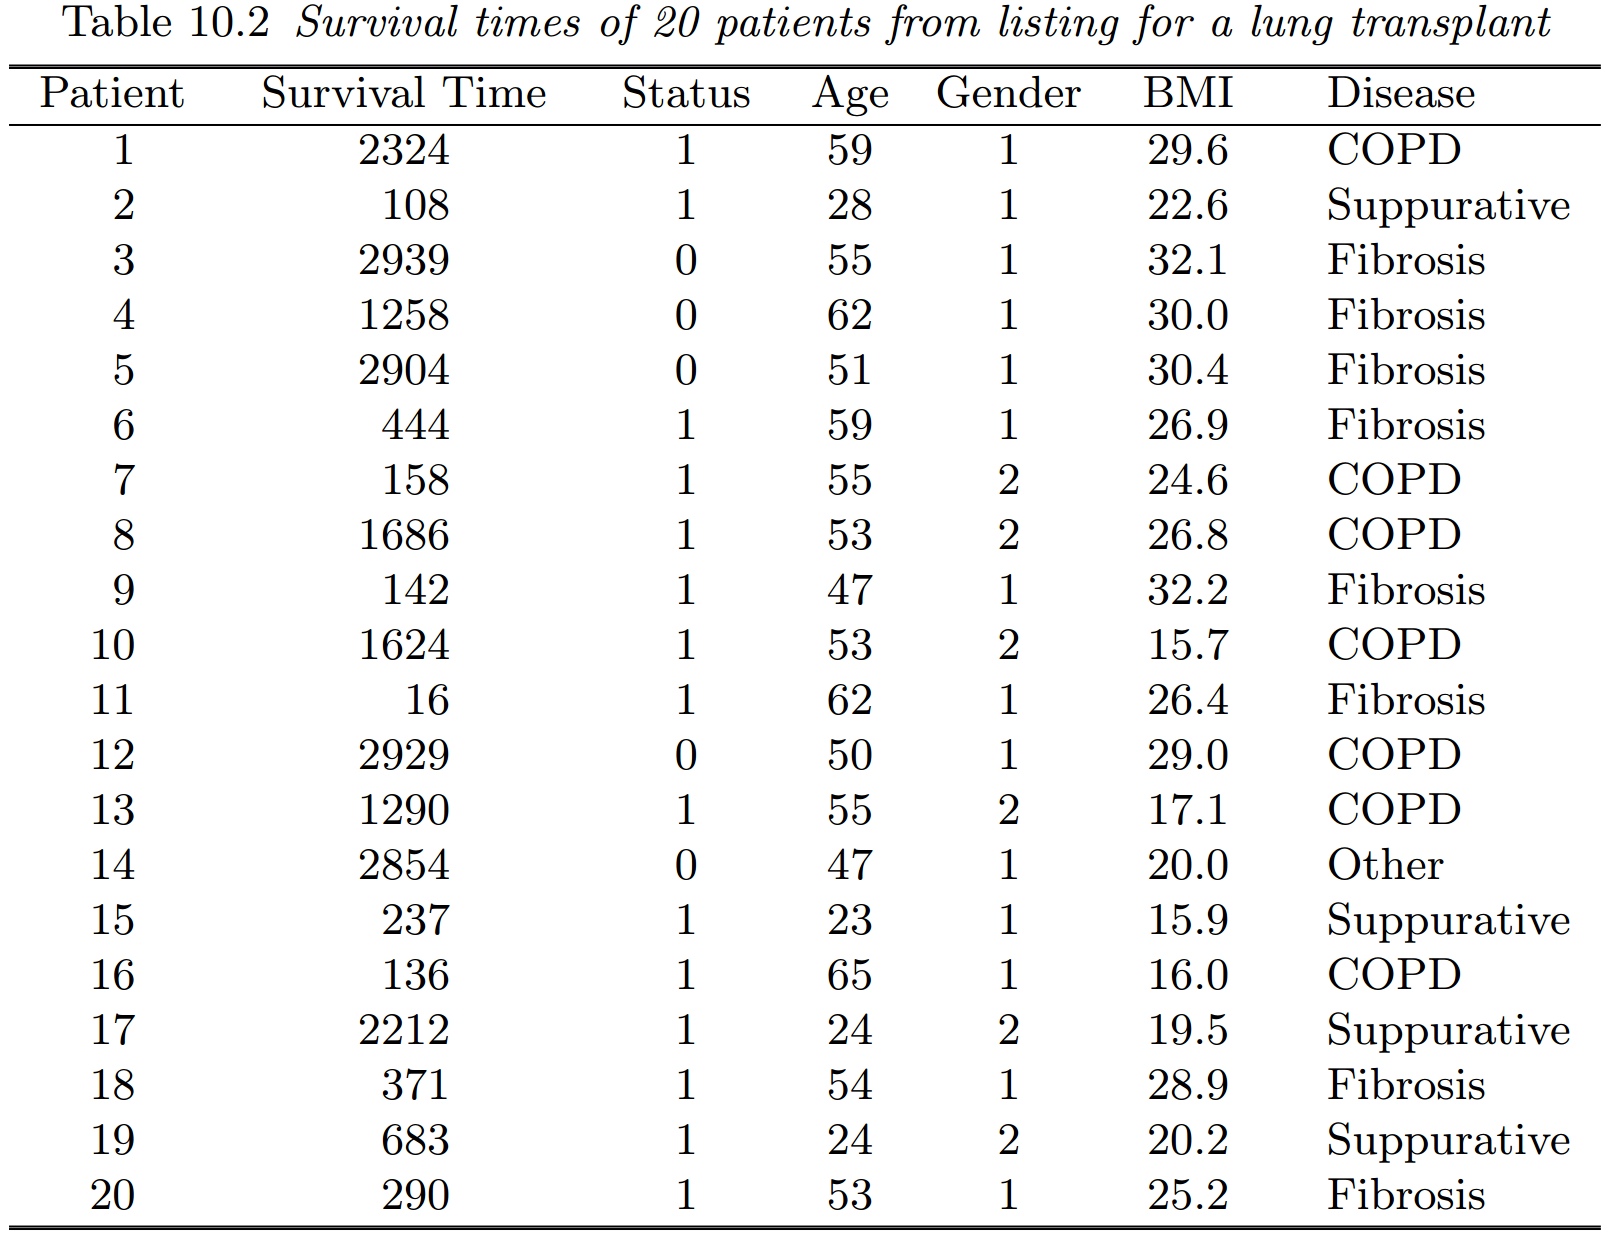 Table 10.2 Survival times of 20 patients from listing for a lung transplant
Patient Survival Time Status Age Gender BMI Disease
1 2324 1 59 1 29.6 COPD
2 108 1 28 1 22.6 Suppurative
3 2939 0 55 1 32.1 Fibrosis
4 1258 0 62 1 30.0 Fibrosis
5 2904 0 51 1 30.4 Fibrosis
6 444 1 59 1 26.9 Fibrosis
7 158 1 55 2 24.6 COPD
8 1686 1 53 2 26.8 COPD
9 142 1 47 1 32.2 Fibrosis
10 1624 1 53 2 15.7 COPD
11 16 1 62 1 26.4 Fibrosis
12 2929 0 50 1 29.0 COPD
13 1290 1 55 2 17.1 COPD
14 2854 0 47 1 20.0 Other
15 237 1 23 1 15.9 Suppurative
16 136 1 65 1 16.0 COPD
17 2212 1 24 2 19.5 Suppurative
18 371 1 54 1 28.9 Fibrosis
19 683 1 24 2 20.2 Suppurative
20 290 1 53 1 25.2 Fibrosis